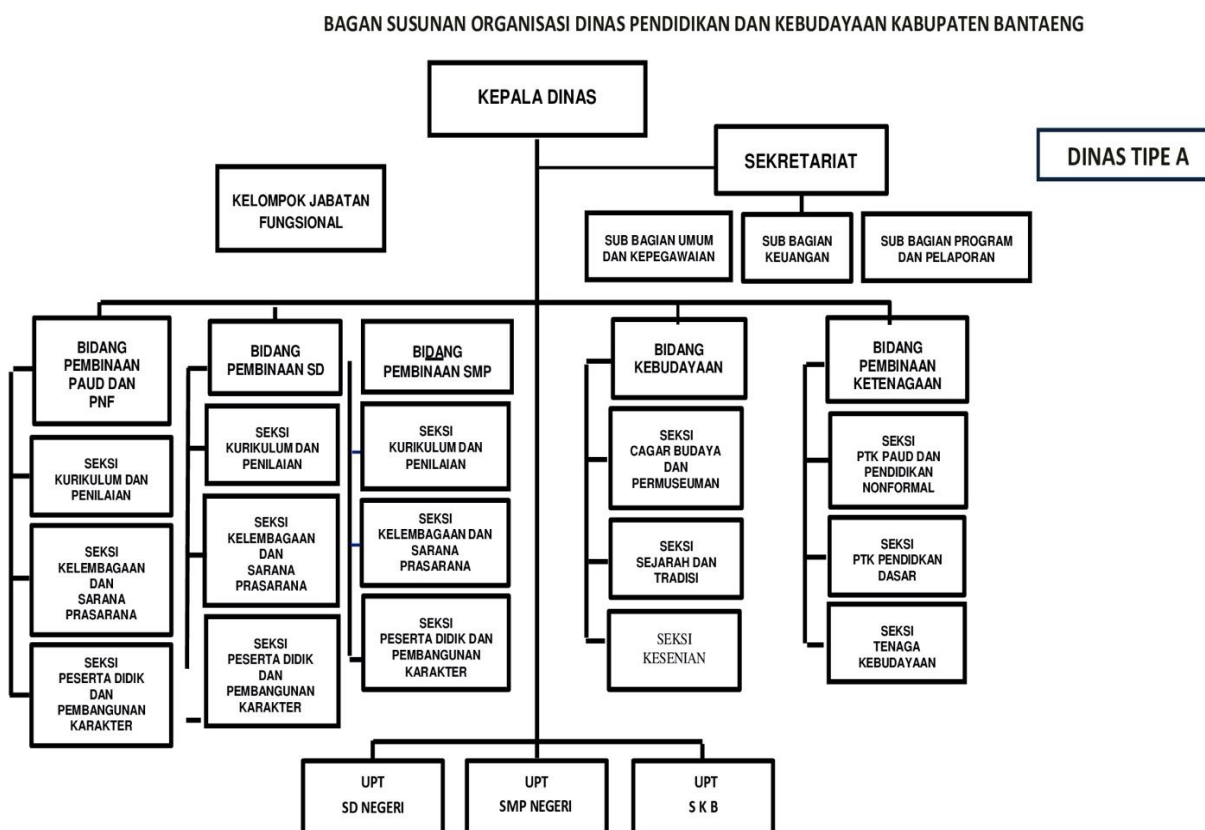 BAGAN SUSUNAN ORGANISASI DINAS PENDIDIKAN DAN KEBUDAYAAN KABUPATEN BANTAENG
KEPALA DINAS
SEKRETARIAT
DINAS TIPE A
KELOMPOK JABATAN
FUNGSIONAL
SUB BAGIAN UMUM
DAN KEPEGAWAIAN
SUB BAGIAN
KEUANGAN
SUB BAGIAN PROGRAM
DAN PELAPORAN
BIDANG
PEMBINAAN
PAUD DAN
PNF
SEKSI
KURIKULUM DAN
PENILAIAN
SEKSI
KELEMBAGAAN
DAN
SARANA
PRASARANA
SEKSI
PESERTA DIDIK
DAN
PEMBANGUNAN
KARAKTER
BIDANG
PEMBINAAN SD
SEKSI
KURIKULUM DAN
PENILAIAN
SEKSI
KELEMBAGAAN
DAN
SARANA
PRASARANA
SEKSI
PESERTA DIDIK
DAN
PEMBANGUNAN
KARAKTER
BIDANG
PEMBINAAN SMP
SEKSI
KURIKULUM DAN
PENILAIAN
SEKSI
KELEMBAGAAN DAN
SARANA
PRASARANA
SEKSI
PESERTA DIDIK DAN
PEMBANGUNAN
KARAKTER
BIDANG
KEBUDAYAAN
SEKSI
CAGAR BUDAYA
DAN
PERMUSEUMAN
SEKSI
SEJARAH DAN
TRADISI
SEKSI
KESENIAN
BIDANG
PEMBINAAN
KETENAGAAN
SEKSI
PTK PAUD DAN
PENDIDIKAN
NONFORMAL
SEKSI
PTK PENDIDKAN
DASAR
SEKSI
TENAGA
KEBUDAYAAN
UPT
SD NEGERI
UPT
SMP NEGERI
UPT
S K B